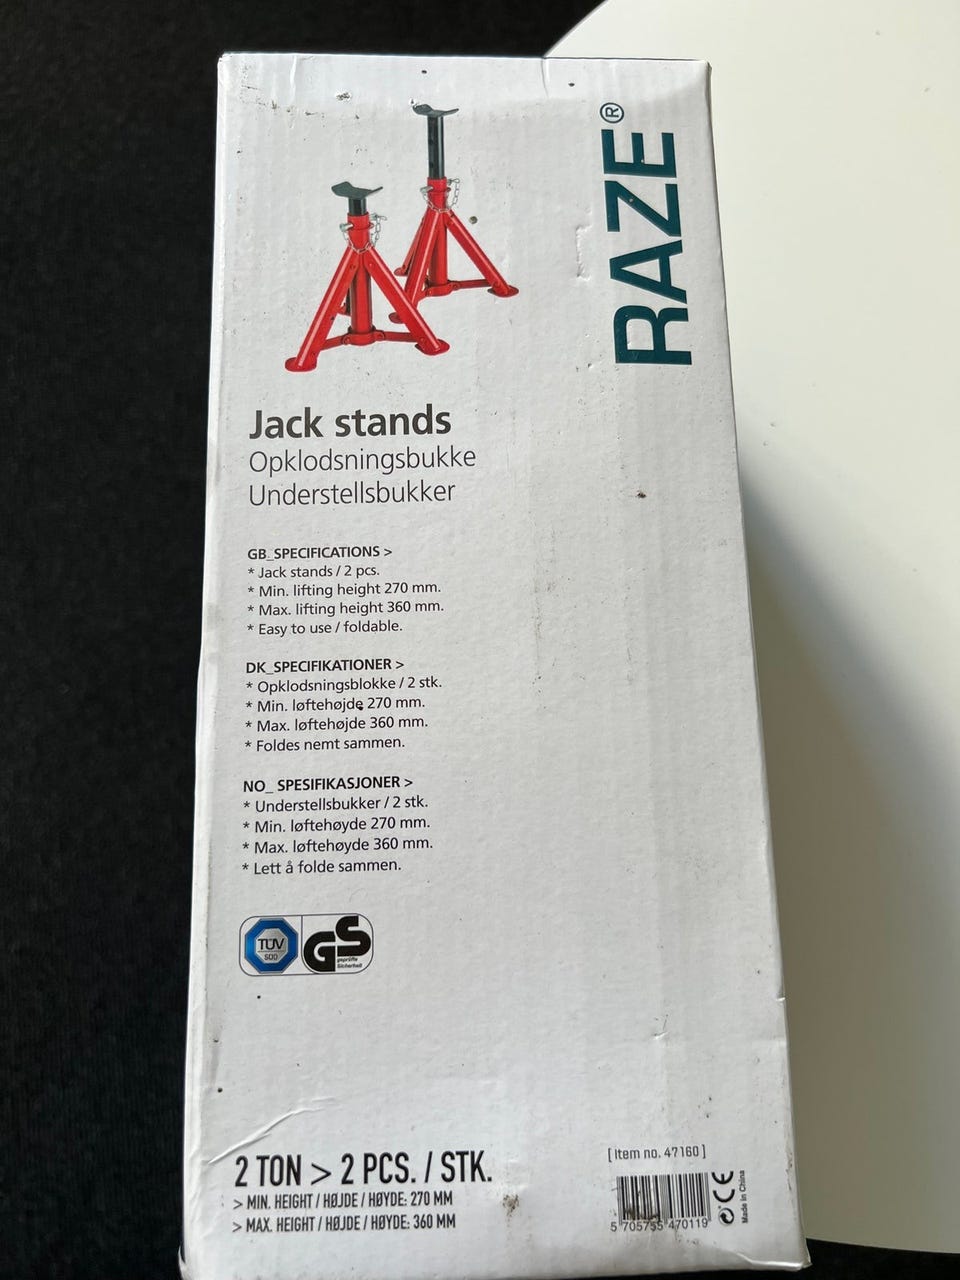 RAZE®
Jack stands
Opklodsningsbukke
Understellsbukker
GB_SPECIFICATIONS >
* Jack stands / 2 pcs.
* Min. lifting height 270 mm.
* Max. lifting height 360 mm.
* Easy to use / foldable.
DK_SPECIFIKATIONER >
* Opklodsningsblokke / 2 stk.
* Min. løftehøjde 270 mm.
* Max. løftehøjde 360 mm.
* Foldes nemt sammen.
NO_ SPESIFIKASJONER >
* Understellsbukker / 2 stk.
* Min. løftehøyde 270 mm.
* Max. løftehøyde 360 mm.
* Lett å folde sammen.
TÜV
SÜD
GS
geprüfte
Sicherheit
2 TON > 2 PCS. / STK.
> MIN. HEIGHT / HØJDE / HØYDE: 270 MM
> MAX. HEIGHT / HØJDE / HØYDE: 360 MM
[ Item no. 47160 ]
5 705755 470119
CE
Made in China